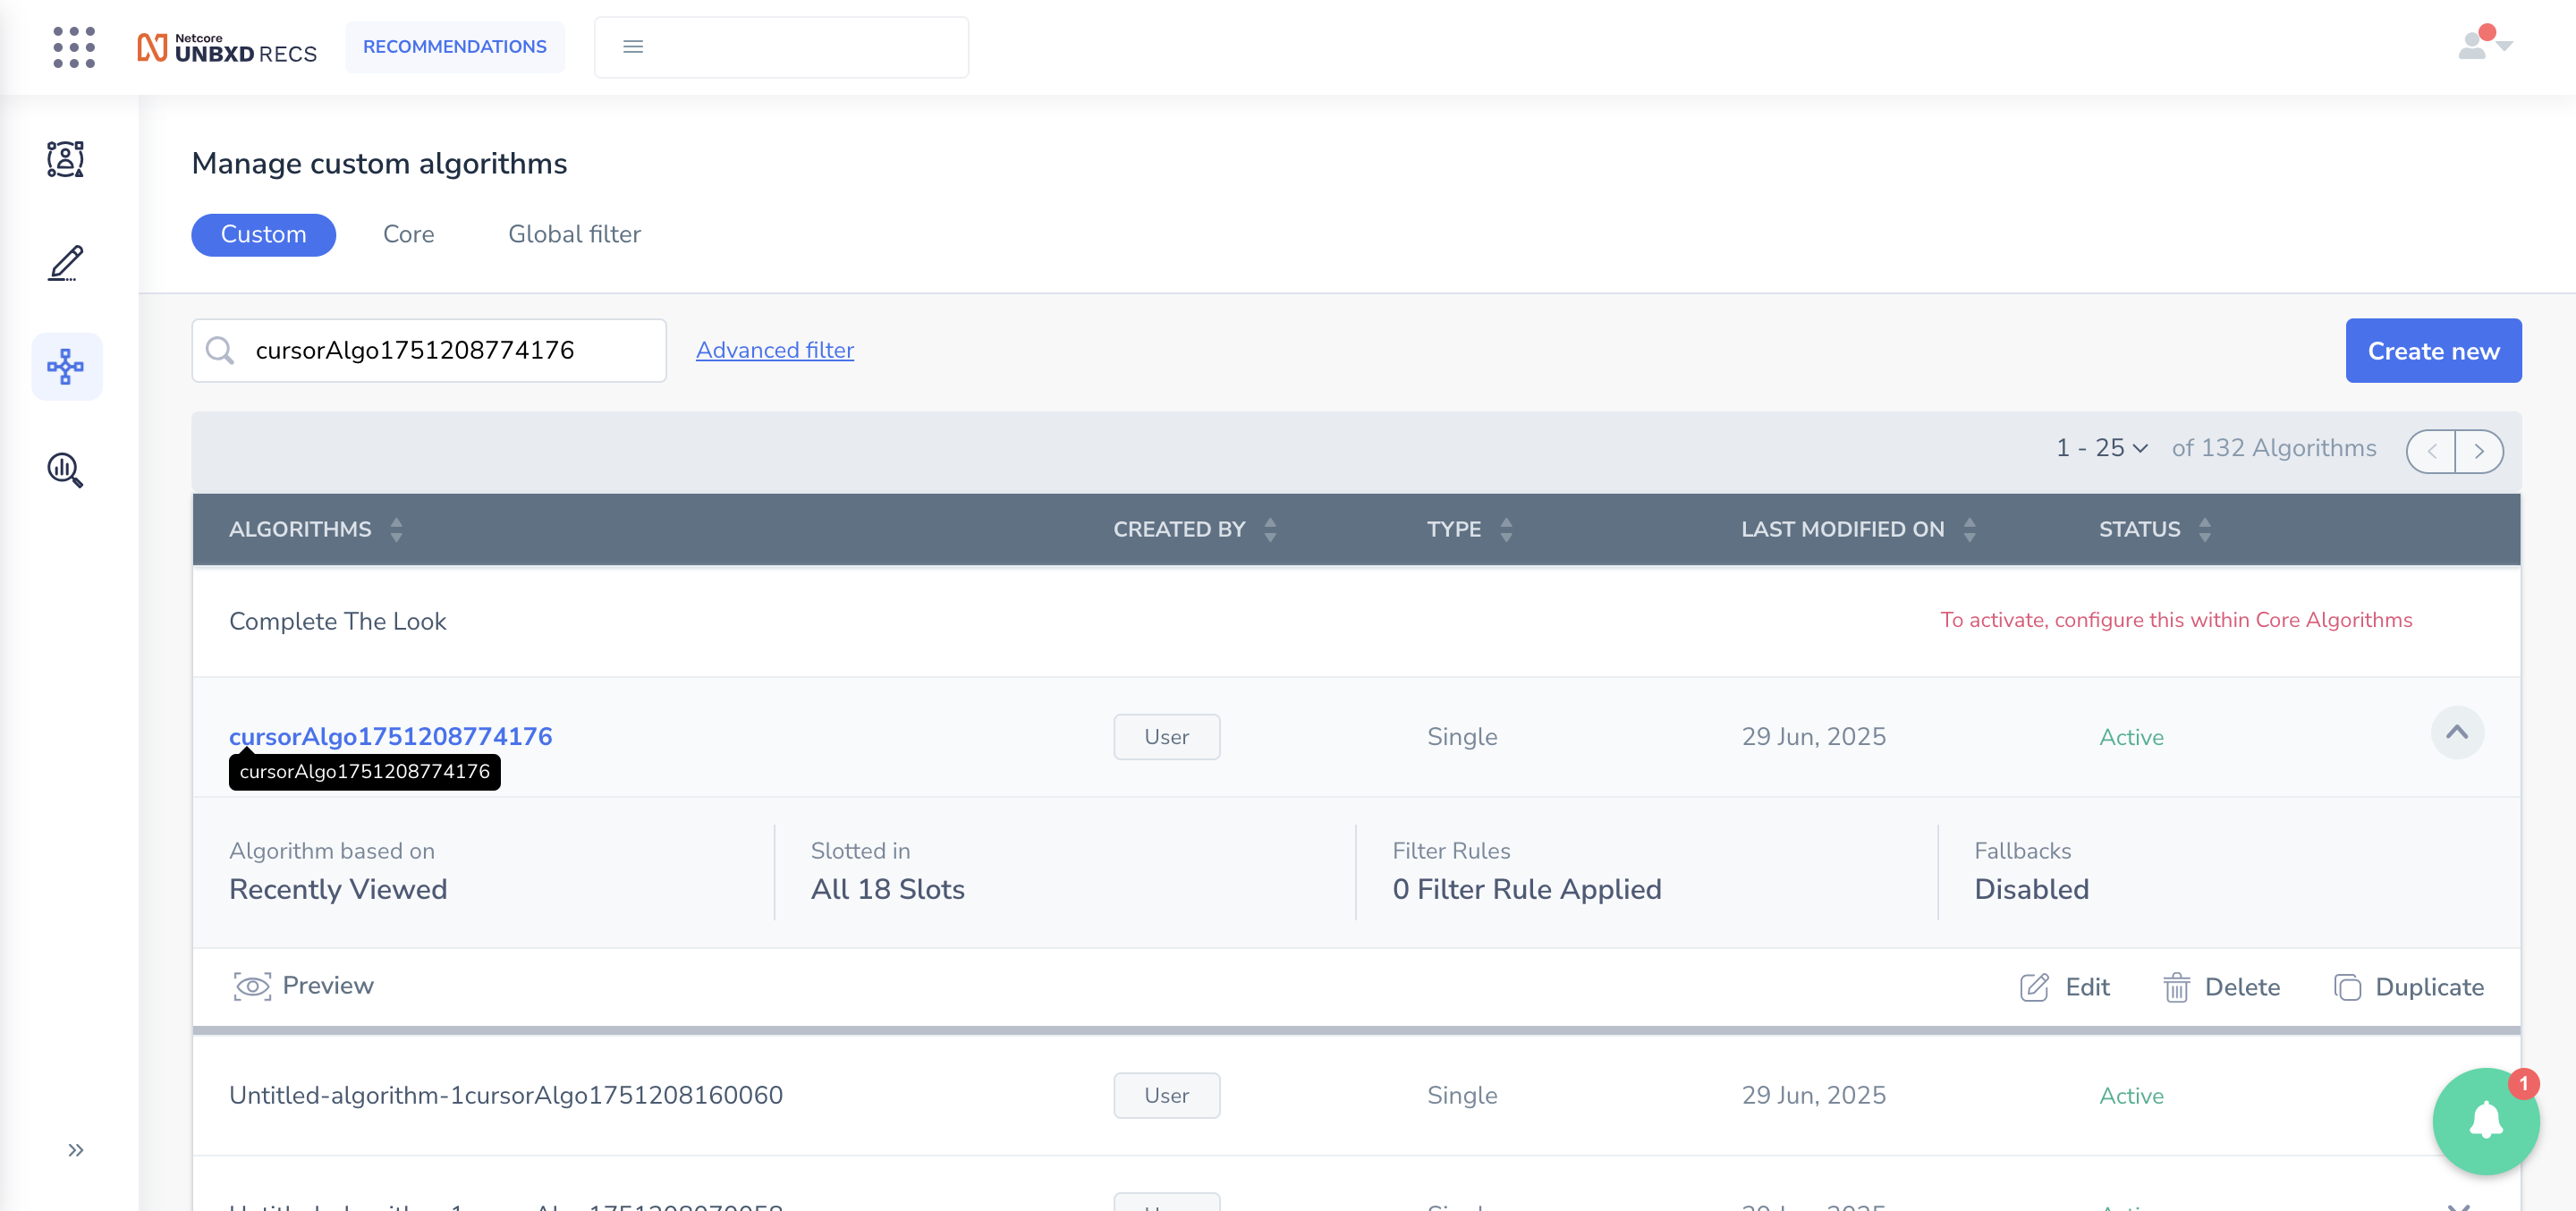 Netcore
UNBXD RECS
RECOMMENDATIONS
Manage custom algorithms
Custom Core Global filter
cursorAlgo1751208774176 Advanced filter Create new
1 - 25 of 132 Algorithms
ALGORITHMS CREATED BY TYPE LAST MODIFIED ON STATUS
Complete The Look To activate, configure this within Core Algorithms
cursorAlgo1751208774176 User Single 29 Jun, 2025 Active
cursorAlgo1751208774176
Algorithm based on Slotted in Filter Rules Fallbacks
Recently Viewed All 18 Slots 0 Filter Rule Applied Disabled
Preview Edit Delete Duplicate
1
Untitled-algorithm-1cursorAlgo1751208160060 User Single 29 Jun, 2025 Active